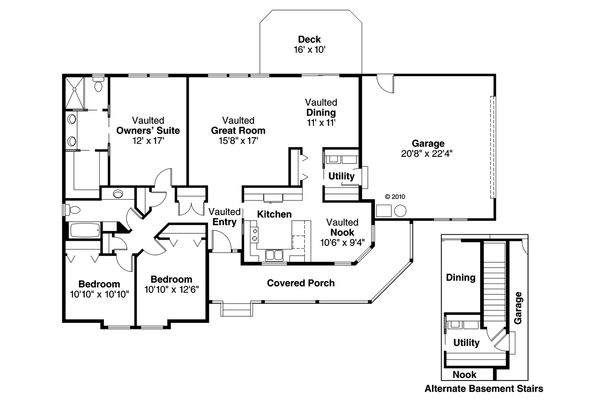 Deck
16' x 10'
Vaulted
Owners' Suite
12' x 17'
Vaulted
Great Room
15'8" x 17'
Vaulted
Dining
11' x 11'
Garage
20'8" x 22'4"
Utility
© 2010
Vaulted
Entry
Kitchen
Vaulted
Nook
10'6" x 9'4"
Bedroom
10'10" x 10'10"
Bedroom
10'10" x 12'6"
Covered Porch
Dining
Garage
Utility
Nook
Alternate Basement Stairs